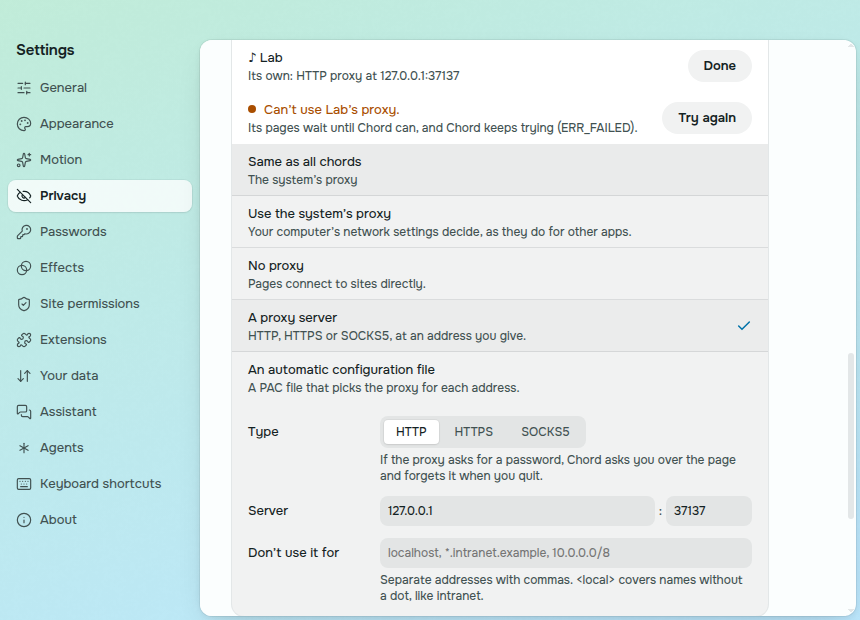 Settings
General
Appearance
Motion
Privacy
Passwords
Effects
Site permissions
Extensions
Your data
Assistant
Agents
Keyboard shortcuts
About
♪ Lab
Its own: HTTP proxy at 127.0.0.1:37137
Done
Can't use Lab's proxy.
Its pages wait until Chord can, and Chord keeps trying (ERR_FAILED).
Try again
Same as all chords
The system's proxy
Use the system's proxy
Your computer's network settings decide, as they do for other apps.
No proxy
Pages connect to sites directly.
A proxy server
HTTP, HTTPS or SOCKS5, at an address you give.
An automatic configuration file
A PAC file that picks the proxy for each address.
Type
HTTP HTTPS SOCKS5
If the proxy asks for a password, Chord asks you over the page
and forgets it when you quit.
Server
127.0.0.1 : 37137
Don't use it for
localhost, *.intranet.example, 10.0.0.0/8
Separate addresses with commas. <local> covers names without
a dot, like intranet.